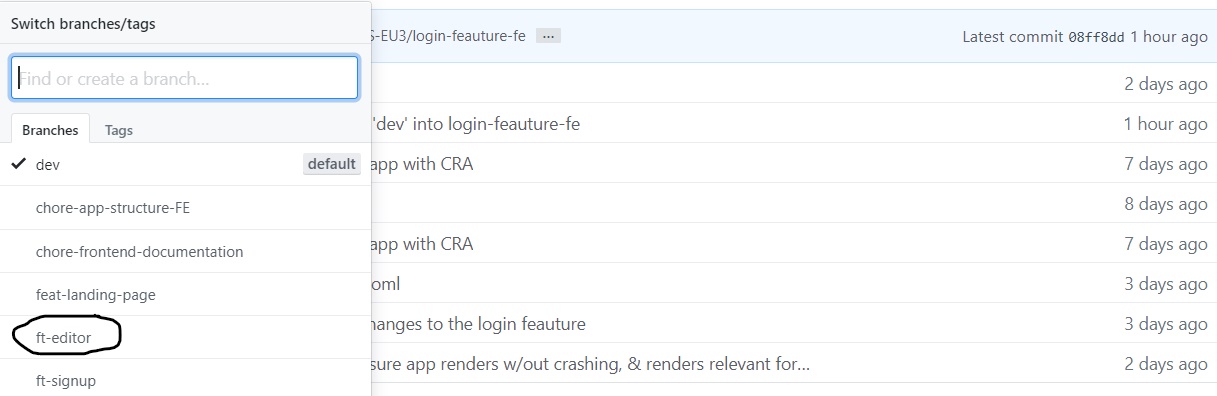 Switch branches/tags
Find or create a branch...
Branches Tags
dev default
chore-app-structure-FE
chore-frontend-documentation
feat-landing-page
ft-editor
ft-signup
S-EU3/login-feauture-fe ... Latest commit 08ff8dd 1 hour ago
2 days ago
'dev' into login-feauture-fe 1 hour ago
app with CRA 7 days ago
8 days ago
app with CRA 7 days ago
oml 3 days ago
hanges to the login feauture 3 days ago
sure app renders w/out crashing, & renders relevant for... 2 days ago